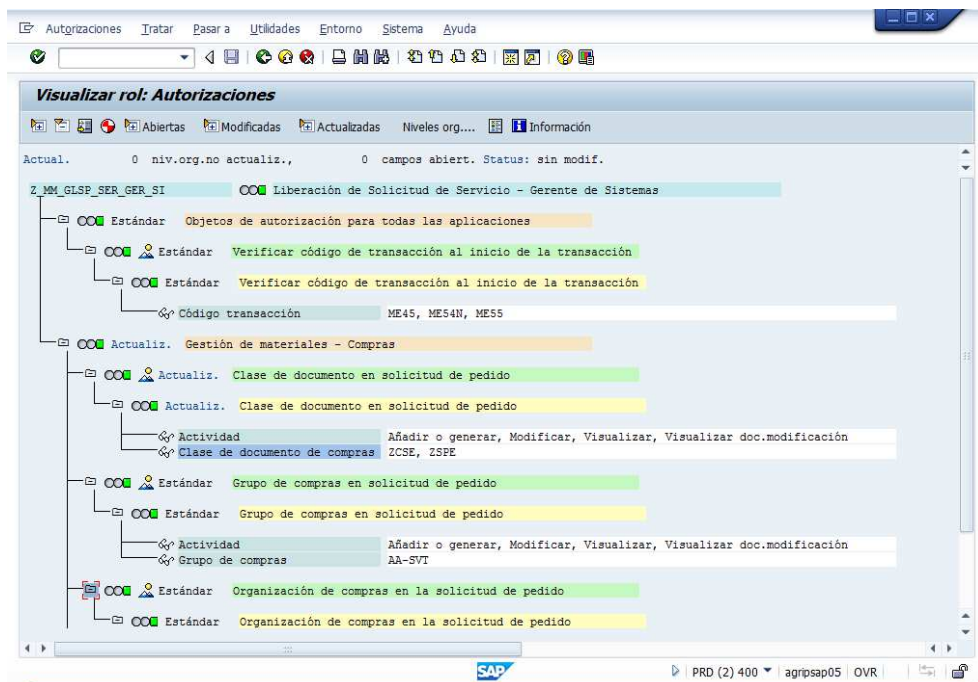 Autorizaciones Tratar Pasar a Utilidades Entorno Sistema Ayuda
Visualizar rol: Autorizaciones
Abiertas Modificadas Actualizadas Niveles org.... Información
Actual. 0 niv.org.no actualiz., 0 campos abiert. Status: sin modif.
Z_MM_GLSP_SER_GER_SI Liberación de Solicitud de Servicio - Gerente de Sistemas
Estándar Objetos de autorización para todas las aplicaciones
Estándar Verificar código de transacción al inicio de la transacción
Estándar Verificar código de transacción al inicio de la transacción
Código transacción ME45, ME54N, ME55
Actualiz. Gestión de materiales - Compras
Actualiz. Clase de documento en solicitud de pedido
Actualiz. Clase de documento en solicitud de pedido
Actividad Añadir o generar, Modificar, Visualizar, Visualizar doc.modificación
Clase de documento de compras ZCSE, ZSPE
Estándar Grupo de compras en solicitud de pedido
Estándar Grupo de compras en solicitud de pedido
Actividad Añadir o generar, Modificar, Visualizar, Visualizar doc.modificación
Grupo de compras AA-SVT
Estándar Organización de compras en la solicitud de pedido
Estándar Organización de compras en la solicitud de pedido
SAP PRD (2) 400 agripsap05 OVR